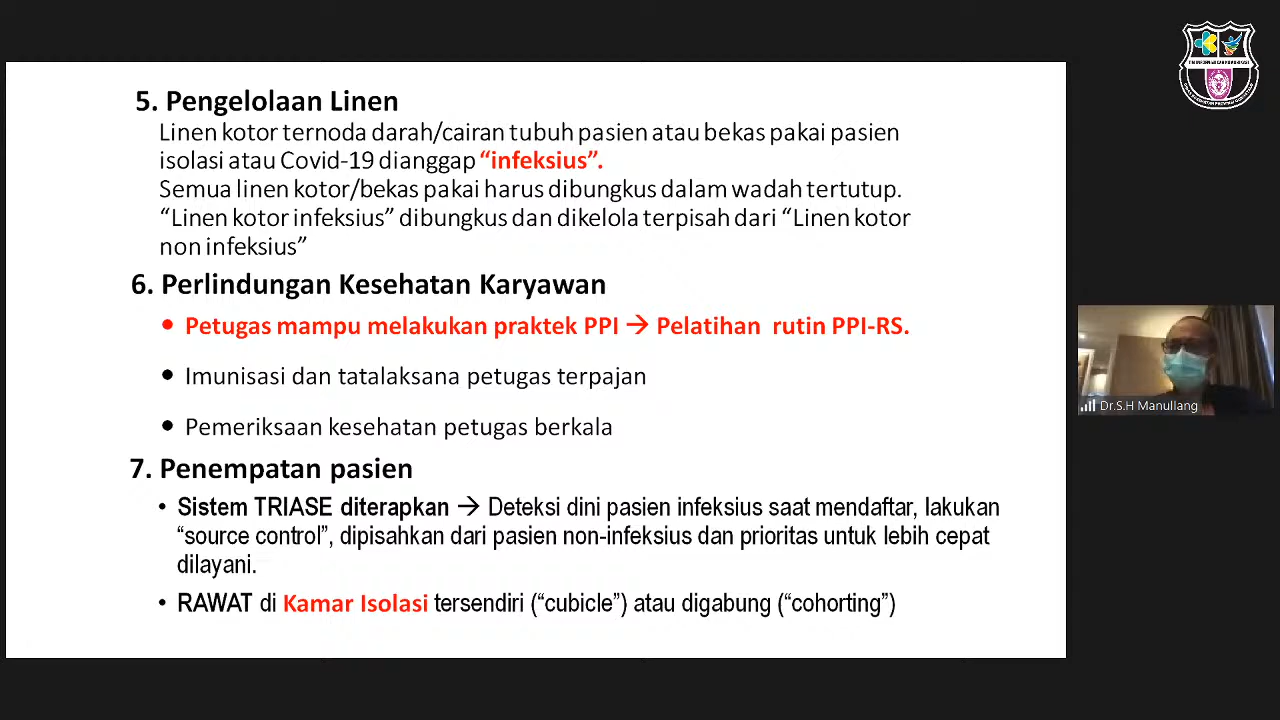 5. Pengelolaan Linen
Linen kotor ternoda darah/cairan tubuh pasien atau bekas pakai pasien
isolasi atau Covid-19 dianggap “infeksius”.
Semua linen kotor/bekas pakai harus dibungkus dalam wadah tertutup.
“Linen kotor infeksius” dibungkus dan dikelola terpisah dari “Linen kotor
non infeksius”
6. Perlindungan Kesehatan Karyawan
• Petugas mampu melakukan praktek PPI → Pelatihan rutin PPI-RS.
• Imunisasi dan tatalaksana petugas terpajan
• Pemeriksaan kesehatan petugas berkala
7. Penempatan pasien
• Sistem TRIASE diterapkan → Deteksi dini pasien infeksius saat mendaftar, lakukan
“source control”, dipisahkan dari pasien non-infeksius dan prioritas untuk lebih cepat
dilayani.
• RAWAT di Kamar Isolasi tersendiri (“cubicle”) atau digabung (“cohorting”)
Dr.S.H Manullang